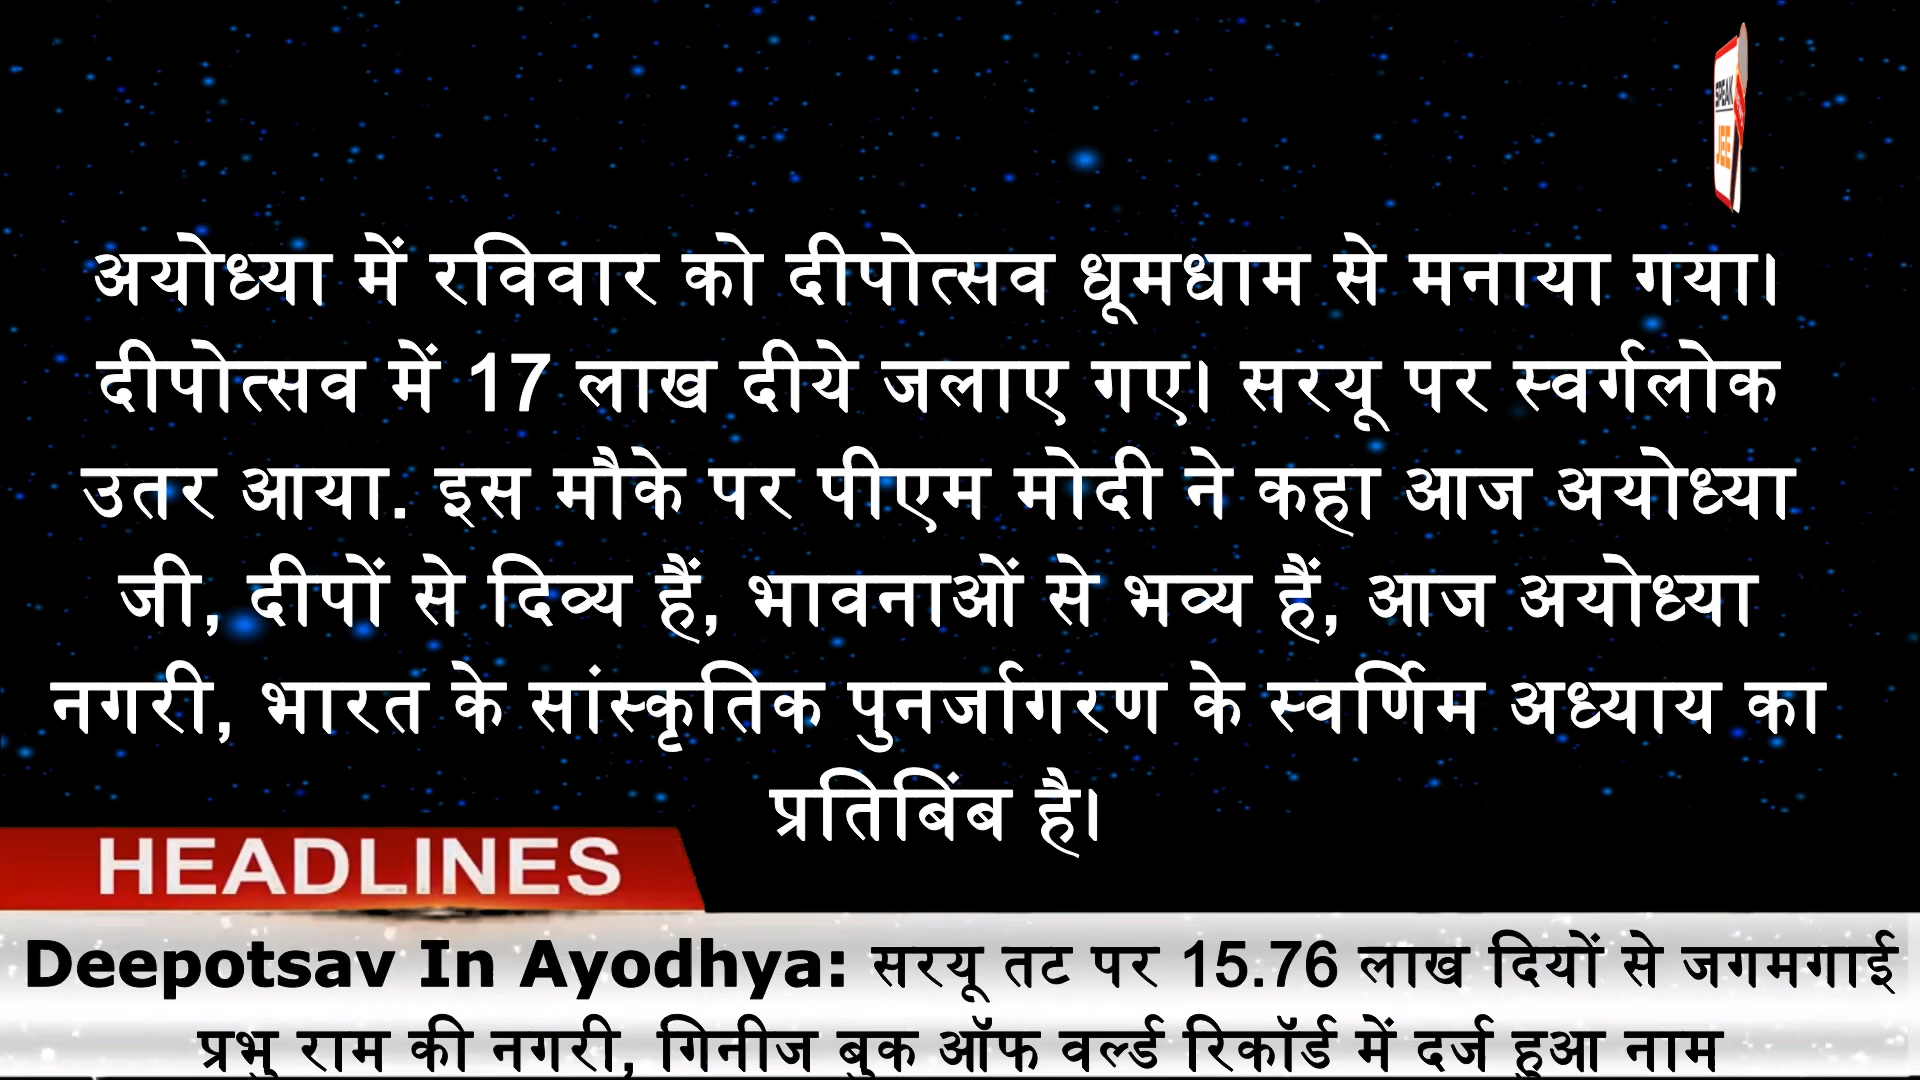 SPEAK
JEE
अयोध्या में रविवार को दीपोत्सव धूमधाम से मनाया गया।
दीपोत्सव में 17 लाख दीये जलाए गए। सरयू पर स्वर्गलोक
उतर आया. इस मौके पर पीएम मोदी ने कहा आज अयोध्या
जी, दीपों से दिव्य हैं, भावनाओं से भव्य हैं, आज अयोध्या
नगरी, भारत के सांस्कृतिक पुनर्जागरण के स्वर्णिम अध्याय का
प्रतिबिंब है।
HEADLINES
Deepotsav In Ayodhya: सरयू तट पर 15.76 लाख दियों से जगमगाई
प्रभु राम की नगरी, गिनीज बुक ऑफ वर्ल्ड रिकॉर्ड में दर्ज हुआ नाम